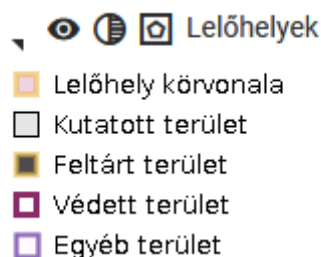 Lelőhelyek
Lelőhely körvonala
Kutatott terület
Feltárt terület
Védett terület
Egyéb terület